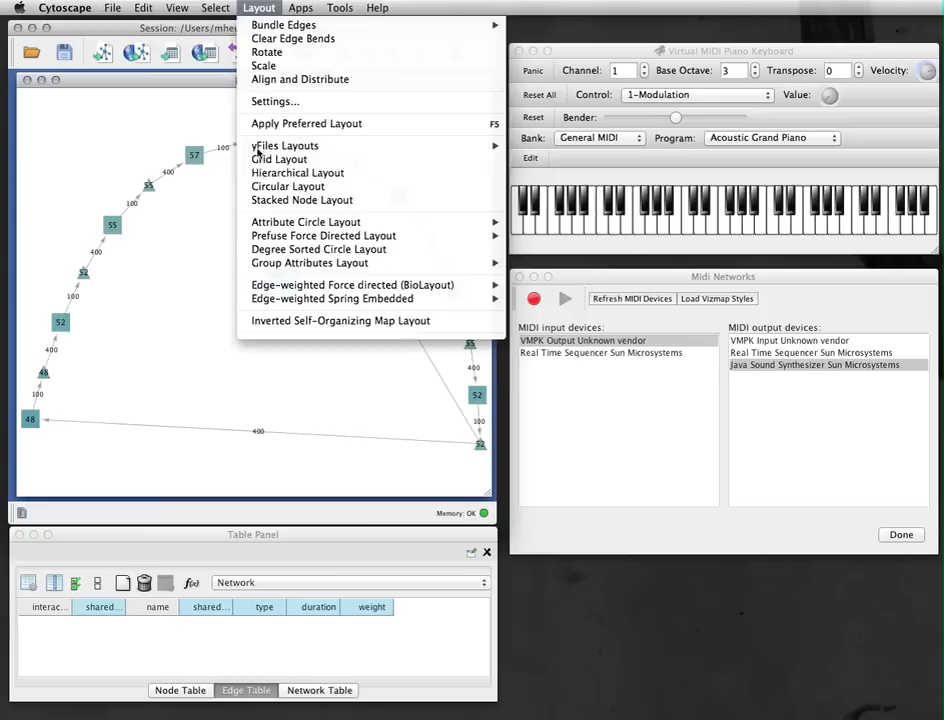 Cytoscape File Edit View Select Layout Apps Tools Help
Session: /Users/mheu
Bundle Edges
Clear Edge Bends
Rotate
Scale
Align and Distribute
Settings...
Apply Preferred Layout F5
yFiles Layouts
Grid Layout
Hierarchical Layout
Circular Layout
Stacked Node Layout
Attribute Circle Layout
Prefuse Force Directed Layout
Degree Sorted Circle Layout
Group Attributes Layout
Edge-weighted Force directed (BioLayout)
Edge-weighted Spring Embedded
Inverted Self-Organizing Map Layout
57
100
400
55
100
55
400
52
100
52
400
48
100
48
400
55
400
52
100
52
Memory: OK
Virtual MIDI Piano Keyboard
Panic Channel: 1 Base Octave: 3 Transpose: 0 Velocity:
Reset All Control: 1-Modulation Value:
Reset Bender:
Bank: General MIDI Program: Acoustic Grand Piano
Edit
Midi Networks
Refresh MIDI Devices Load Vizmap Styles
MIDI input devices:
VMPK Output Unknown vendor
Real Time Sequencer Sun Microsystems
MIDI output devices:
VMPK Input Unknown vendor
Real Time Sequencer Sun Microsystems
Java Sound Synthesizer Sun Microsystems
Done
Table Panel
f(x) Network
interac... shared... name shared... type duration weight
Node Table Edge Table Network Table